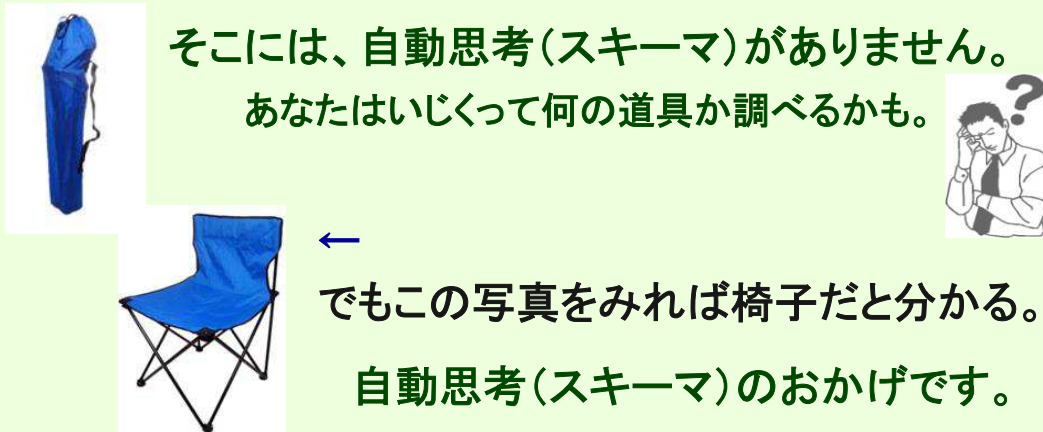 そこには、自動思考(スキーマ)がありません。
あなたはいじくって何の道具か調べるかも。
?
←
でもこの写真をみれば椅子だと分かる。
自動思考(スキーマ)のおかげです。